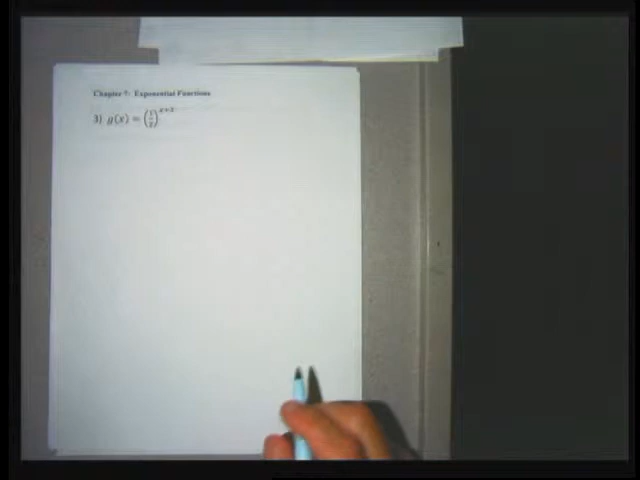 Chapter 7: Exponential Functions
3) g(x) = (1/2)^{x+2}